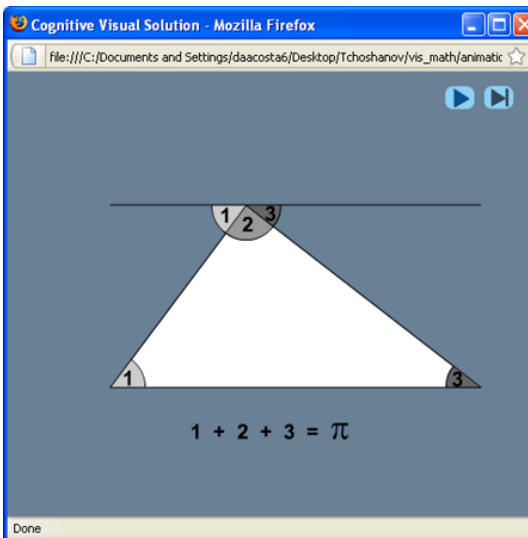 Cognitive Visual Solution - Mozilla Firefox
file:///C:/Documents and Settings/daacosta6/Desktop/Tchoshanov/vis_math/animatic
1 2 3
1 3
1 + 2 + 3 = π
Done